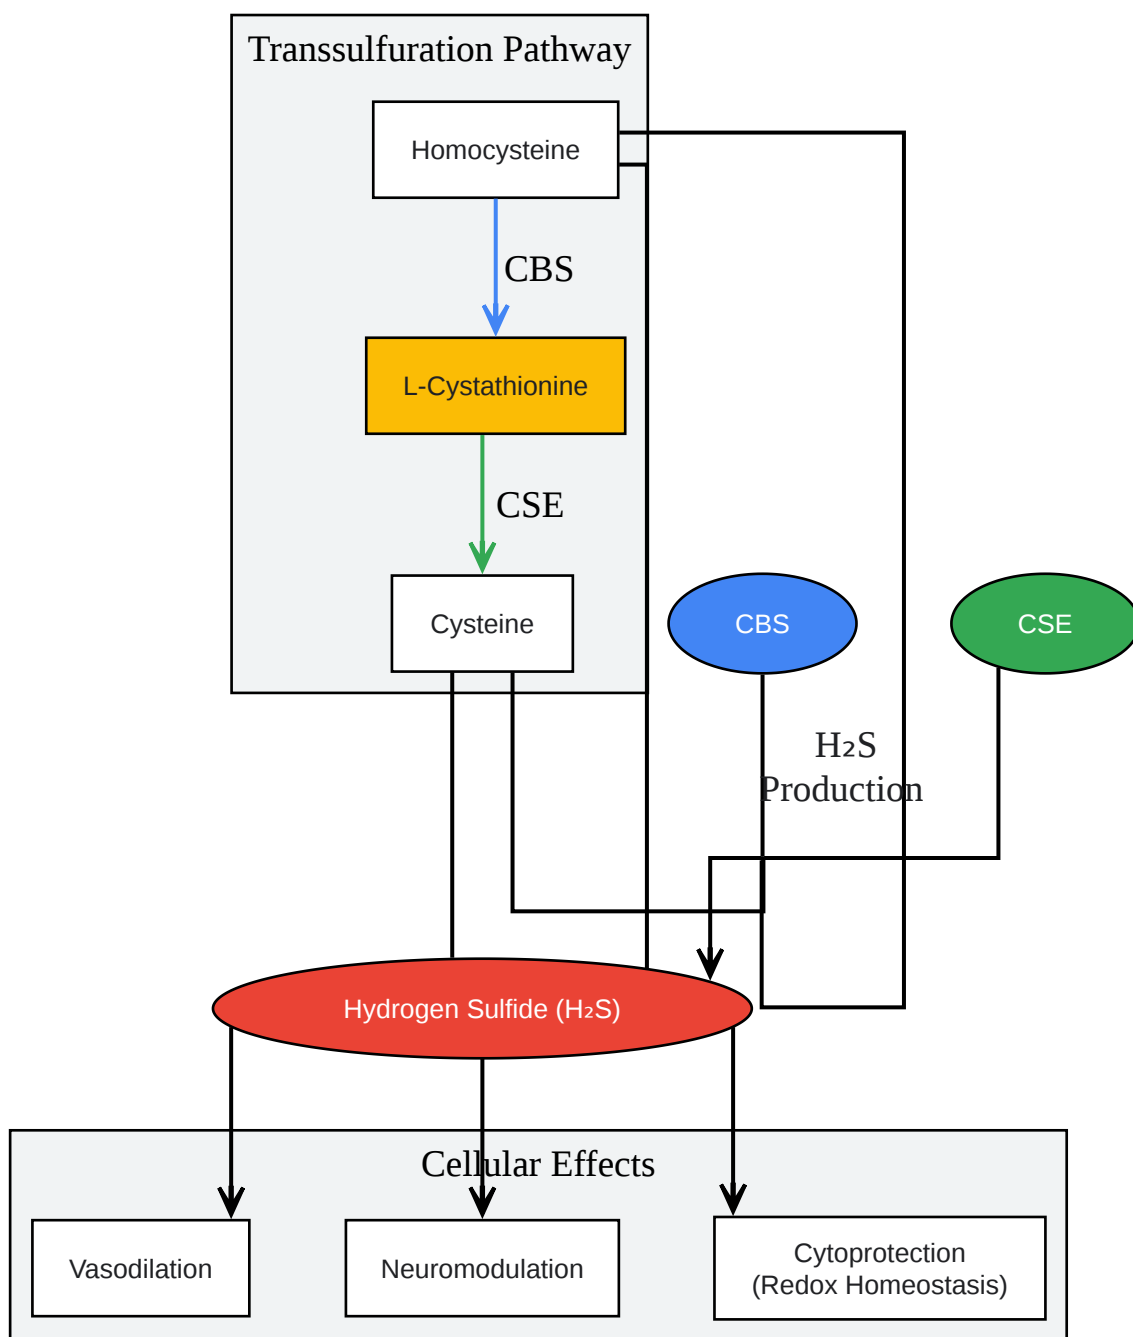 Transsulfuration Pathway
Homocysteine
CBS
L-Cystathionine
CSE
Cysteine
CBS
CSE
H₂S
Production
Hydrogen Sulfide (H₂S)
Cellular Effects
Vasodilation
Neuromodulation
Cytoprotection
(Redox Homeostasis)